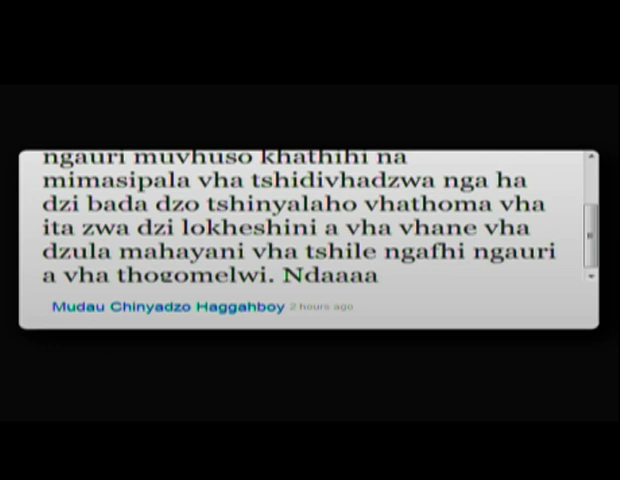 ngauri muvhuso khathihi na
mimasipala vha tshidivhadzwa nga ha
dzi bada dzo tshinyalaho vhathoma vha
ita zwa dzi lokheshini a vha vhane vha
dzula mahayani vha tshile ngafhi ngauri
a vha thogomelwi. Ndaaaa
Mudau Chinyadzo Haggahboy 2 hours ago